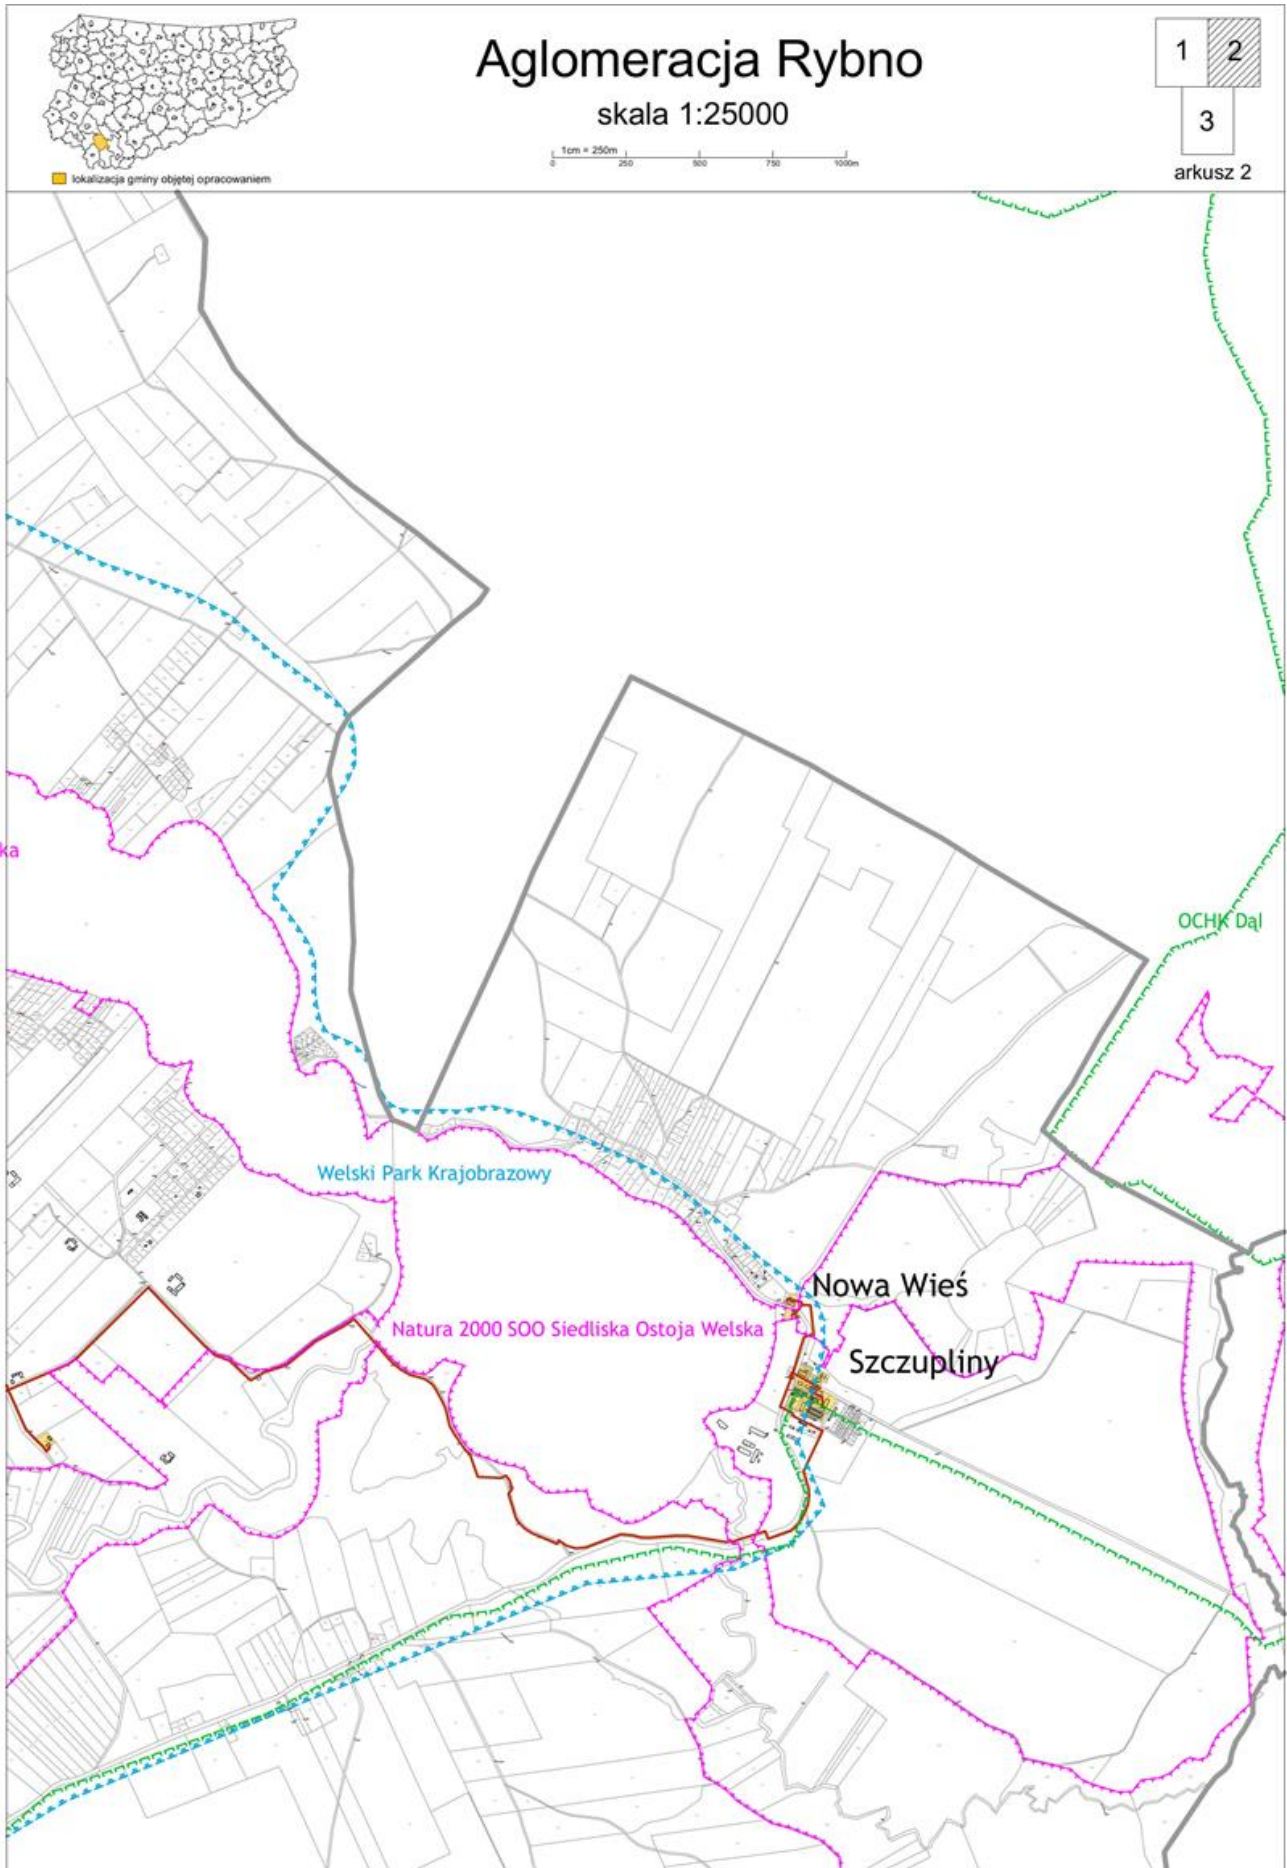 Aglomeracja Rybno
skala 1:25000
1cm = 250m
0 250 500 750 1000m
lokalizacja gminy objętej opracowaniem
1 2
3
arkusz 2
ka
OCHK Dąl
Welski Park Krajobrazowy
Nowa Wieś
Natura 2000 SOO Siedliska Ostoja Welska
Szczupliny